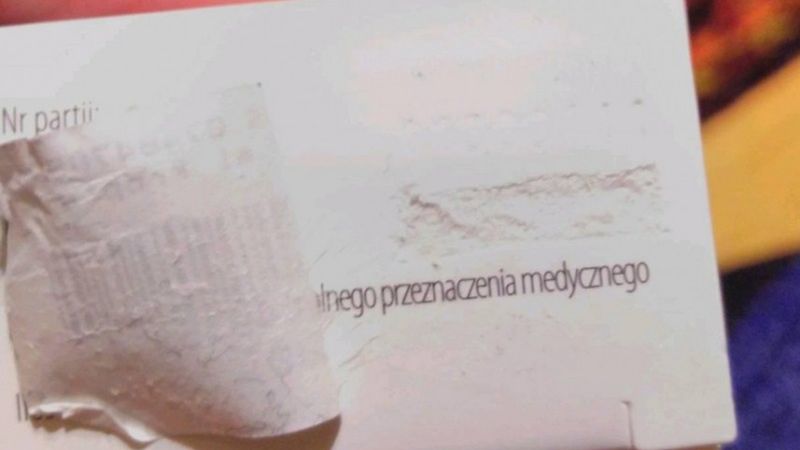 Nr partii:
lnego przeznaczenia medycznego